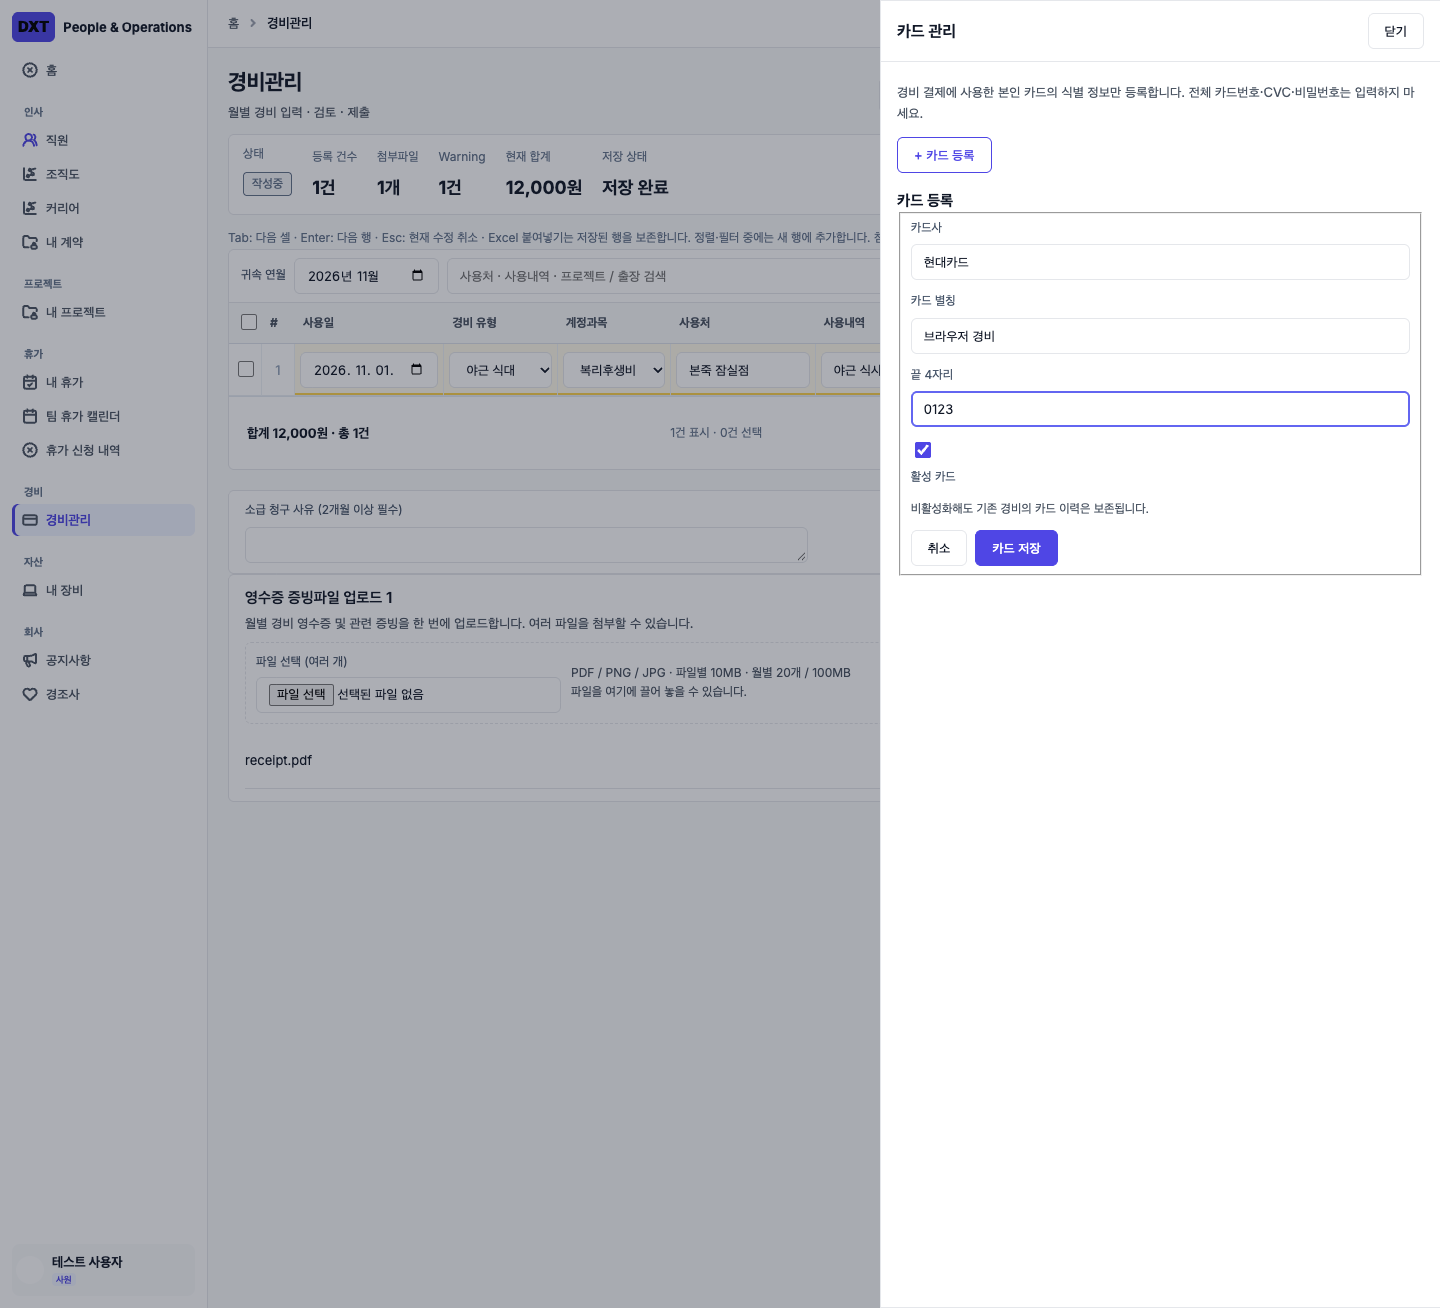 DXT
People & Operations
홈
인사
직원
조직도
커리어
내 계약
프로젝트
내 프로젝트
휴가
내 휴가
팀 휴가 캘린더
휴가 신청 내역
경비
경비관리
자산
내 장비
회사
공지사항
경조사
테스트 사용자
사원
홈 > 경비관리
경비관리
월별 경비 입력 · 검토 · 제출
상태
작성중
등록 건수
1건
첨부파일
1개
Warning
1건
현재 합계
12,000원
저장 상태
저장 완료
Tab: 다음 셀 · Enter: 다음 행 · Esc: 현재 수정 취소 · Excel 붙여넣기는 저장된 행을 보존합니다. 정렬·필터 중에는 새 행에 추가합니다.
귀속 연월
2026년 11월
사용처 · 사용내역 · 프로젝트 / 출장 검색
# 사용일 경비 유형 계정과목 사용처 사용내역
1 2026. 11. 01. 야근 식대 복리후생비 본죽 잠실점 야근 식사
합계 12,000원 · 총 1건
1건 표시 · 0건 선택
소급 청구 사유 (2개월 이상 필수)
영수증 증빙파일 업로드 1
월별 경비 영수증 및 관련 증빙을 한 번에 업로드합니다. 여러 파일을 첨부할 수 있습니다.
파일 선택 (여러 개)
파일 선택 선택된 파일 없음
PDF / PNG / JPG · 파일별 10MB · 월별 20개 / 100MB
파일을 여기에 끌어 놓을 수 있습니다.
receipt.pdf
카드 관리
닫기
경비 결제에 사용한 본인 카드의 식별 정보만 등록합니다. 전체 카드번호·CVC·비밀번호는 입력하지 마
세요.
+ 카드 등록
카드 등록
카드사
현대카드
카드 별칭
브라우저 경비
끝 4자리
0123
활성 카드
비활성화해도 기존 경비의 카드 이력은 보존됩니다.
취소
카드 저장